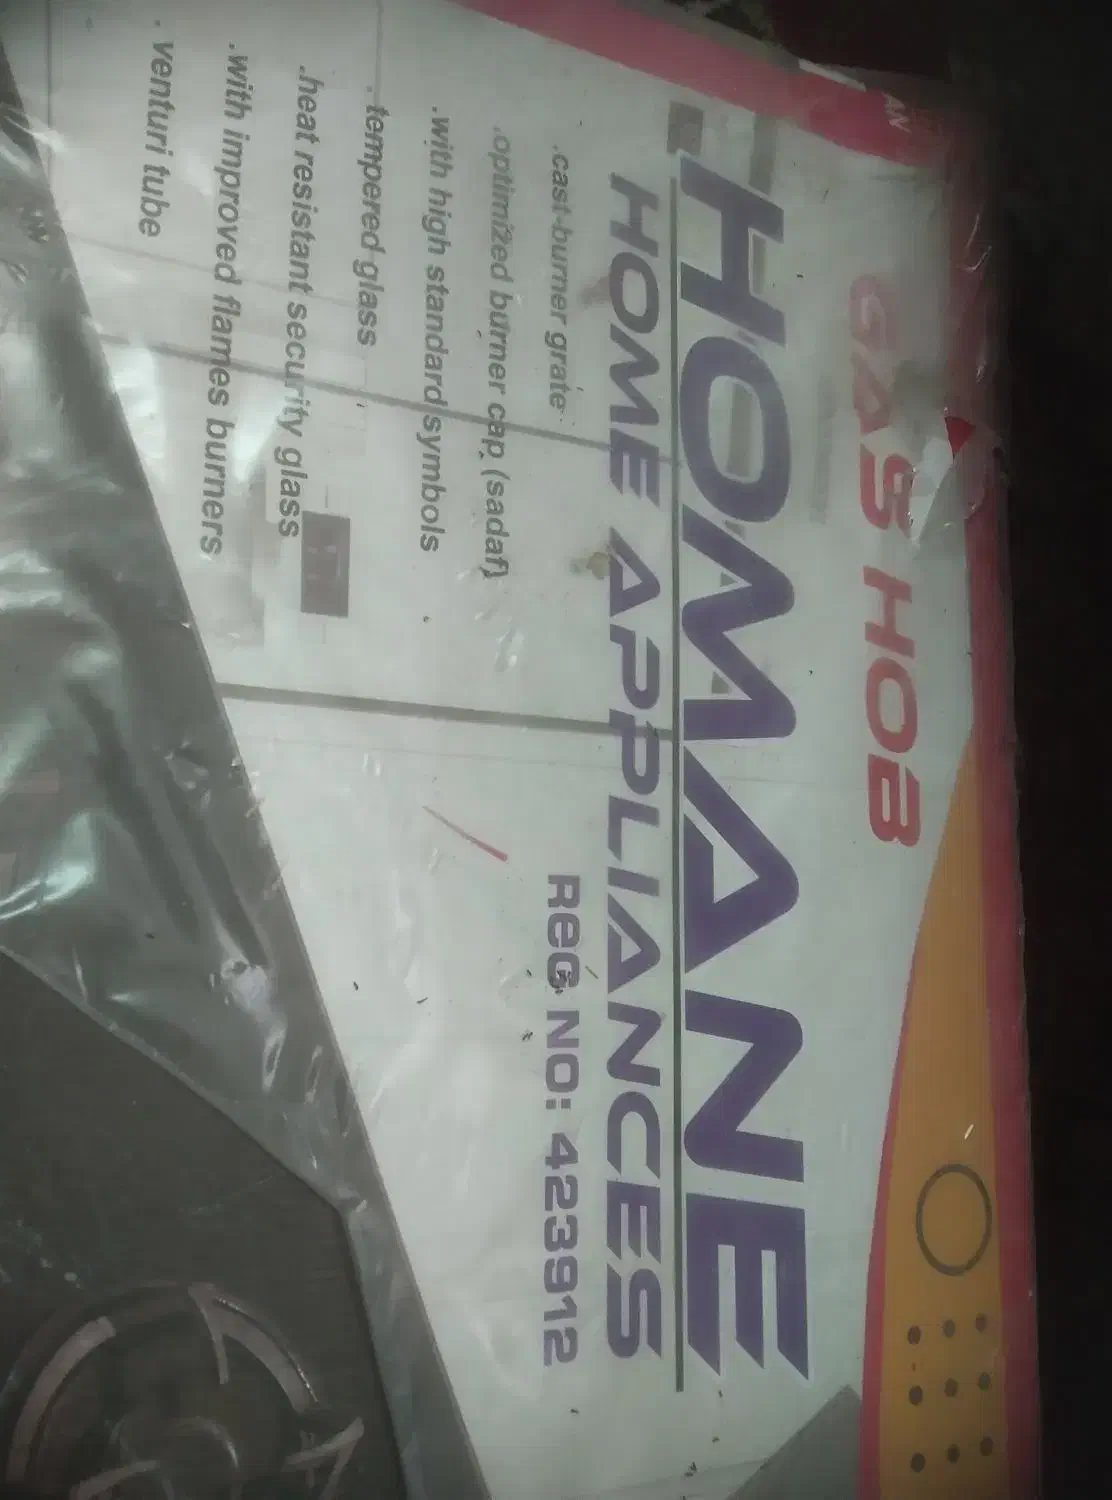 AN
GAS HOB
HOMANE
HOME APPLIANCES
REG NO: 423912
.cast-burner grate
.optimized burner cap (sadaf)
.with high standard symbols
. tempered glass
.heat resistant security glass
.with improved flames burners
. venturi tube